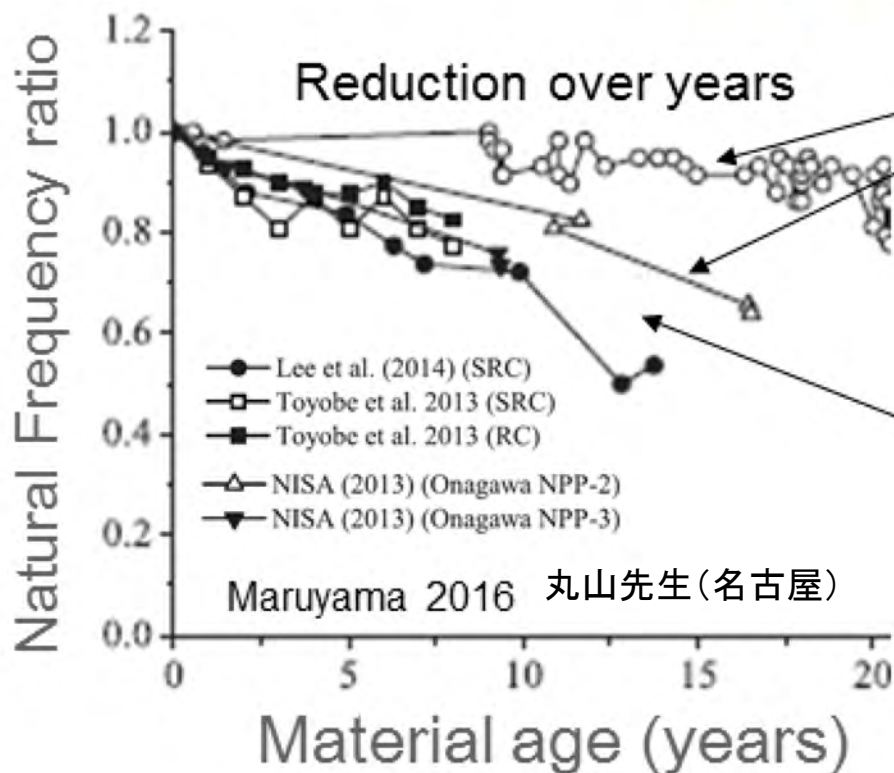 Natural Frequency ratio
1.2
1.0
0.8
0.6
0.4
0.2
0.0
Reduction over years
Lee et al. (2014) (SRC)
Toyobe et al. 2013 (SRC)
Toyobe et al. 2013 (RC)
NISA (2013) (Onagawa NPP-2)
NISA (2013) (Onagawa NPP-3)
Maruyama 2016 丸山先生(名古屋)
0 5 10 15 20
Material age (years)